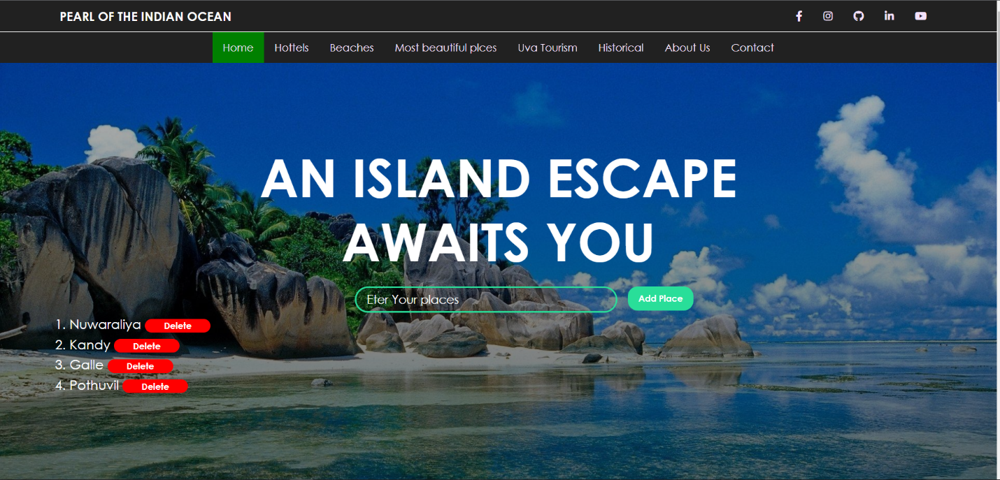 PEARL OF THE INDIAN OCEAN
Home Hottels Beaches Most beautiful plces Uva Tourism Historical About Us Contact
AN ISLAND ESCAPE
AWAITS YOU
Eter Your places Add Place
1. Nuwaraliya Delete
2. Kandy Delete
3. Galle Delete
4. Pothuvil Delete